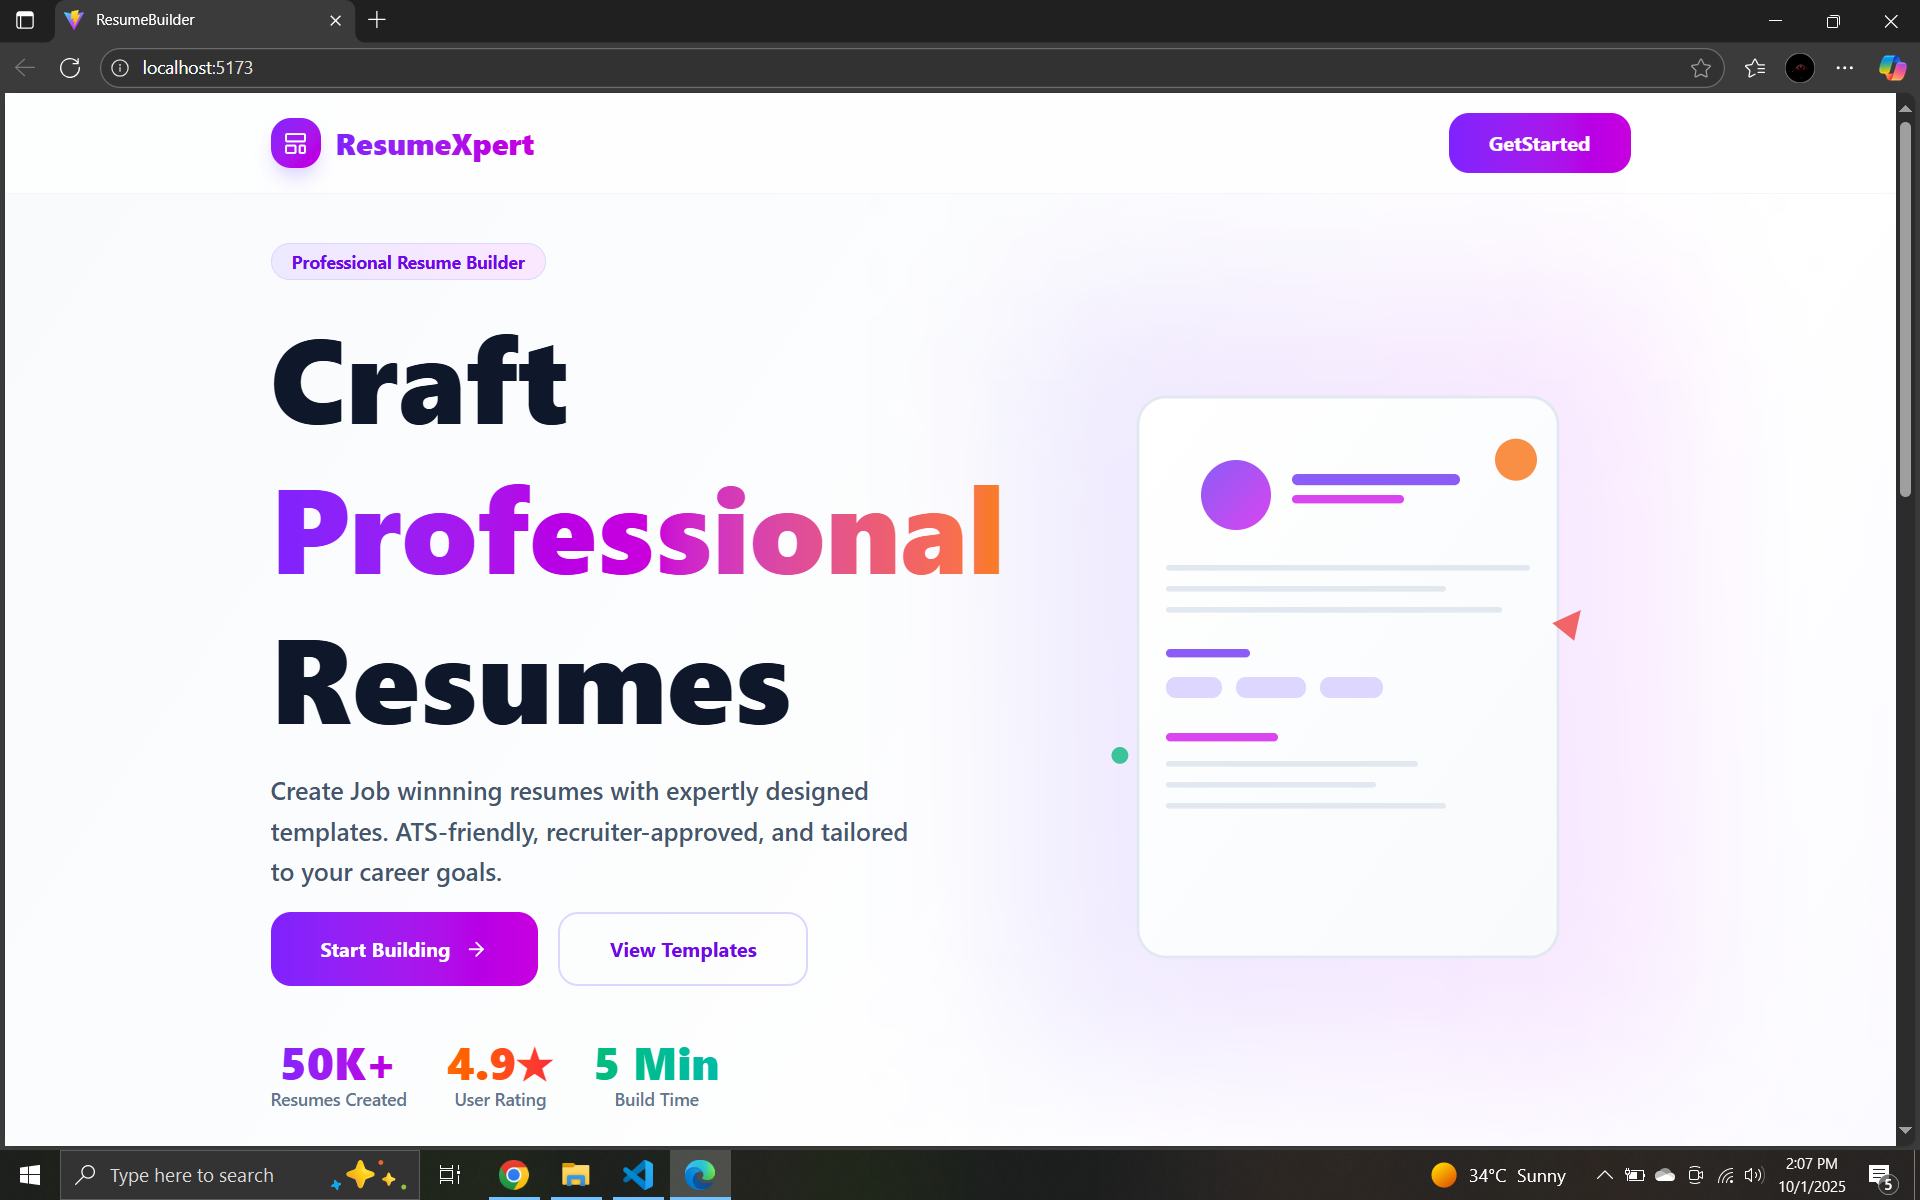 ResumeBuilder
localhost:5173
ResumeXpert
GetStarted
Professional Resume Builder
Craft
Professional
Resumes
Create Job winnning resumes with expertly designed
templates. ATS-friendly, recruiter-approved, and tailored
to your career goals.
Start Building →
View Templates
50K+
Resumes Created
4.9★
User Rating
5 Min
Build Time
Type here to search
34°C Sunny
2:07 PM
10/1/2025
5